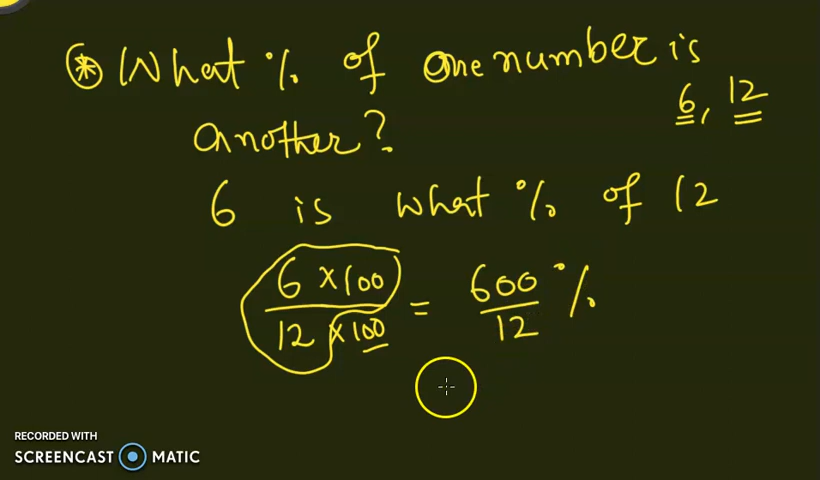 * What % of one number is
6, 12
another?
6 is what % of 12
6 × 100 / 12 × 100 = 600 / 12 %
RECORDED WITH
SCREENCAST MATIC